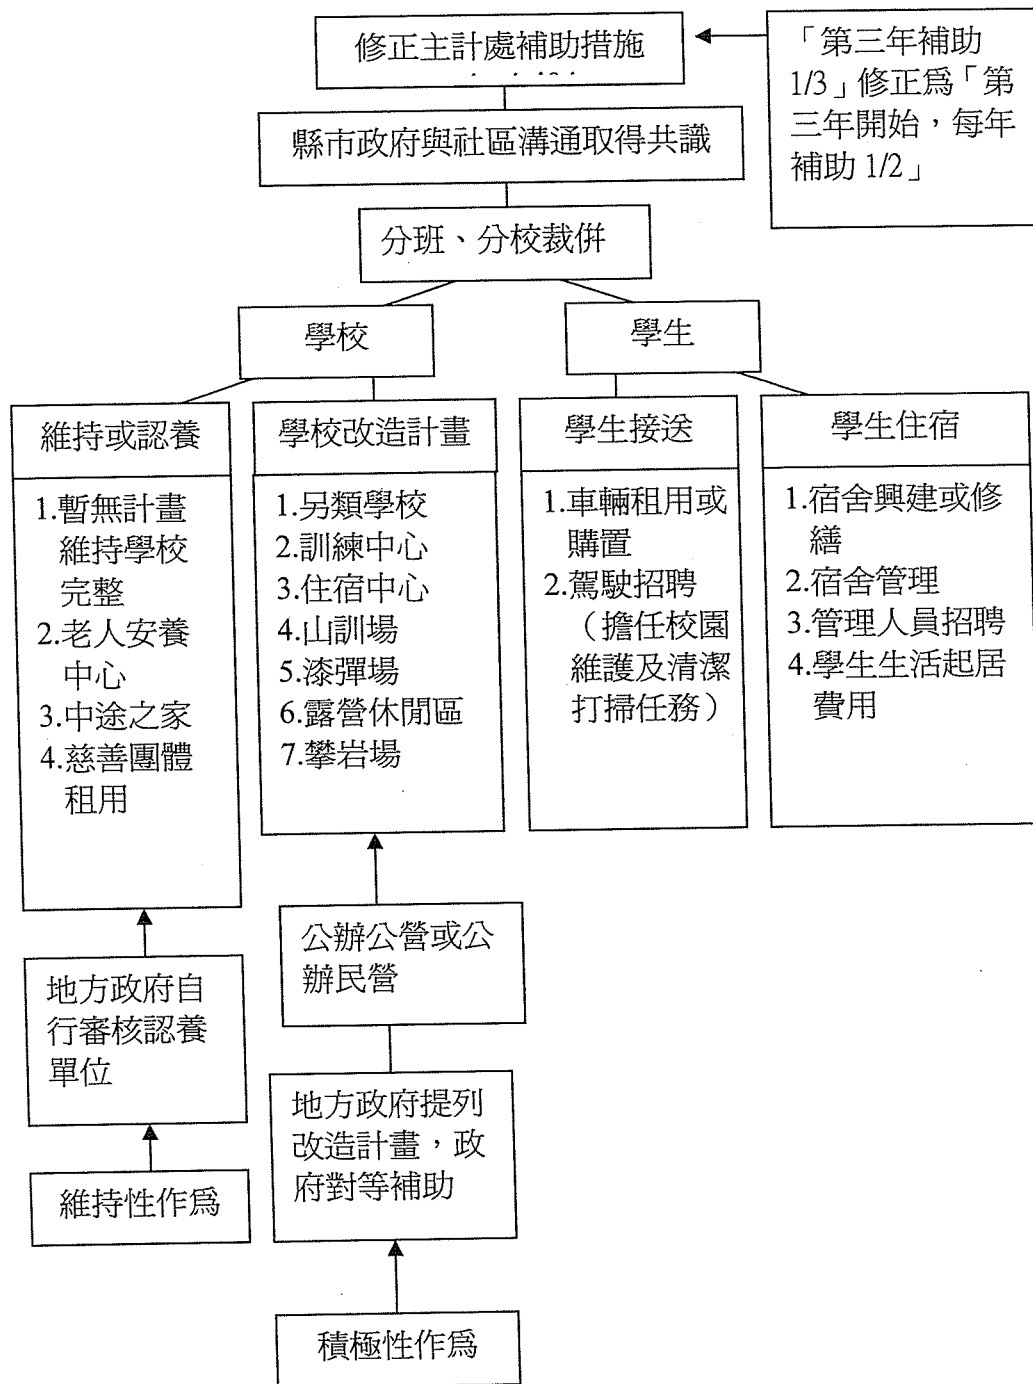 修正主計處補助措施
「第三年補助
1/3」修正爲「第
三年開始，每年
補助 1/2」
縣市政府與社區溝通取得共識
分班、分校裁併
學校
學生
維持或認養
1.暫無計畫
維持學校
完整
2.老人安養
中心
3.中途之家
4.慈善團體
租用
學校改造計畫
1.另類學校
2.訓練中心
3.住宿中心
4.山訓場
5.漆彈場
6.露營休閒區
7.攀岩場
學生接送
1.車輛租用或
購置
2.駕駛招聘
（擔任校園
維護及清潔
打掃任務）
學生住宿
1.宿舍興建或修
繕
2.宿舍管理
3.管理人員招聘
4.學生生活起居
費用
地方政府自
行審核認養
單位
維持性作爲
公辦公營或公
辦民營
地方政府提列
改造計畫，政
府對等補助
積極性作爲